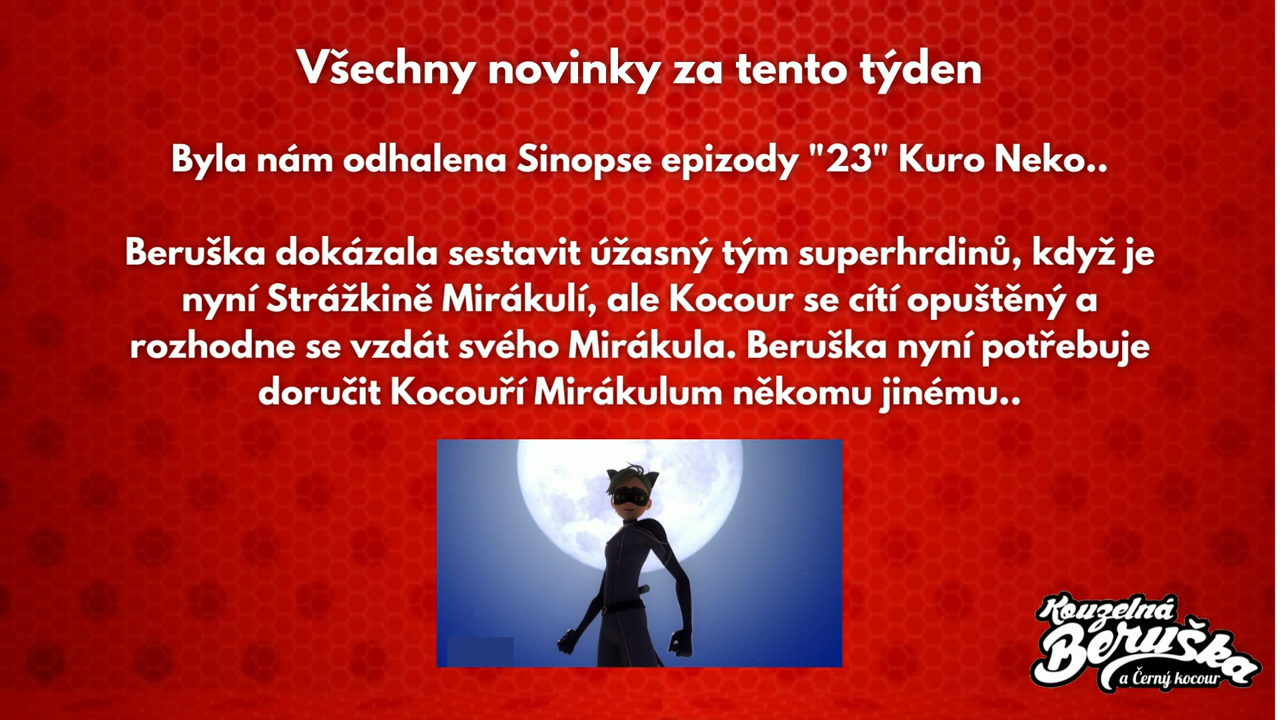 Všechny novinky za tento týden
Byla nám odhalena Sinopse epizody "23" Kuro Neko..
Beruška dokázala sestavit úžasný tým superhrdinů, když je
nyní Strážkině Mirákulí, ale Kocour se cítí opuštěný a
rozhodne se vzdát svého Mirákula. Beruška nyní potřebuje
doručit Kocouří Mirákulum někomu jinému..
Kouzelná
Beruška
a Černý kocour